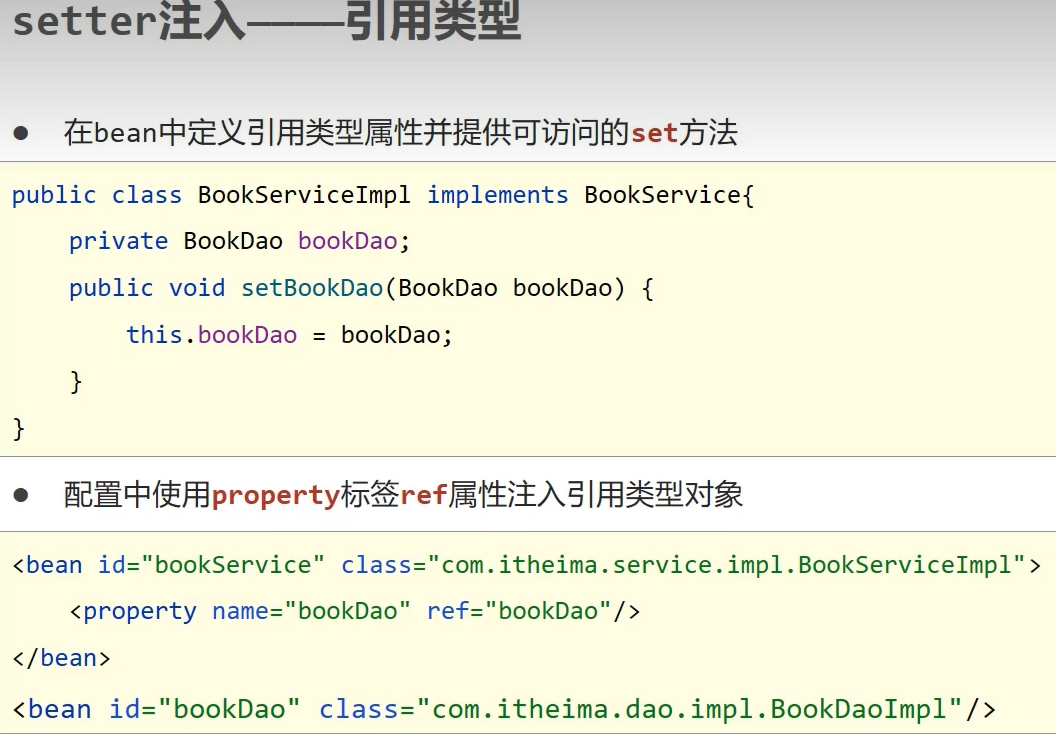 setter注入————引用类型
● 在bean中定义引用类型属性并提供可访问的set方法
public class BookServiceImpl implements BookService{
    private BookDao bookDao;
    public void setBookDao(BookDao bookDao) {
        this.bookDao = bookDao;
    }
}
● 配置中使用property标签ref属性注入引用类型对象
<bean id="bookService" class="com.itheima.service.impl.BookServiceImpl">
    <property name="bookDao" ref="bookDao"/>
</bean>
<bean id="bookDao" class="com.itheima.dao.impl.BookDaoImpl"/>